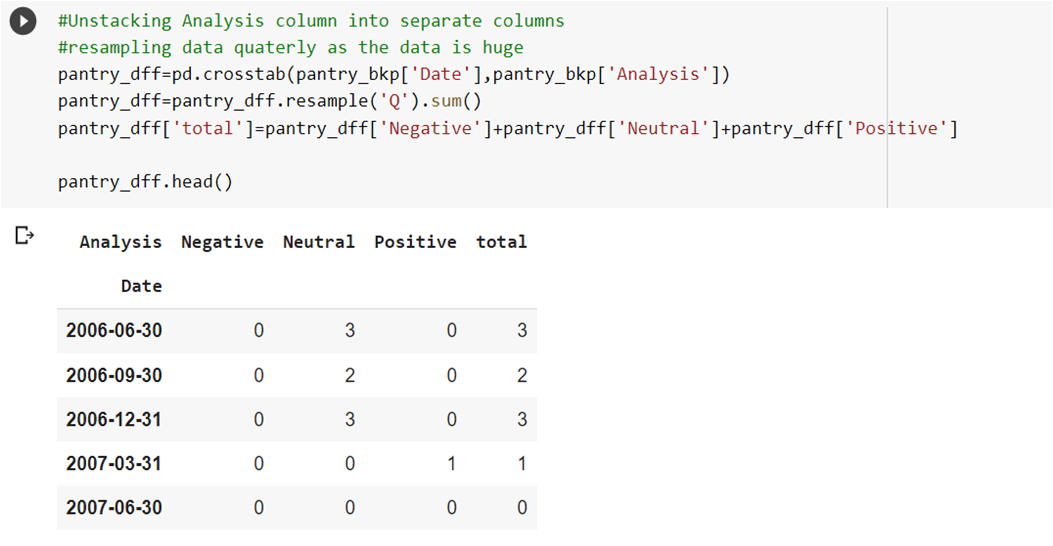 #Unstacking Analysis column into separate columns
#resampling data quaterly as the data is huge
pantry_dff=pd.crosstab(pantry_bkp['Date'],pantry_bkp['Analysis'])
pantry_dff=pantry_dff.resample('Q').sum()
pantry_dff['total']=pantry_dff['Negative']+pantry_dff['Neutral']+pantry_dff['Positive']
pantry_dff.head()
Analysis Negative Neutral Positive total
Date
2006-06-30 0 3 0 3
2006-09-30 0 2 0 2
2006-12-31 0 3 0 3
2007-03-31 0 0 1 1
2007-06-30 0 0 0 0